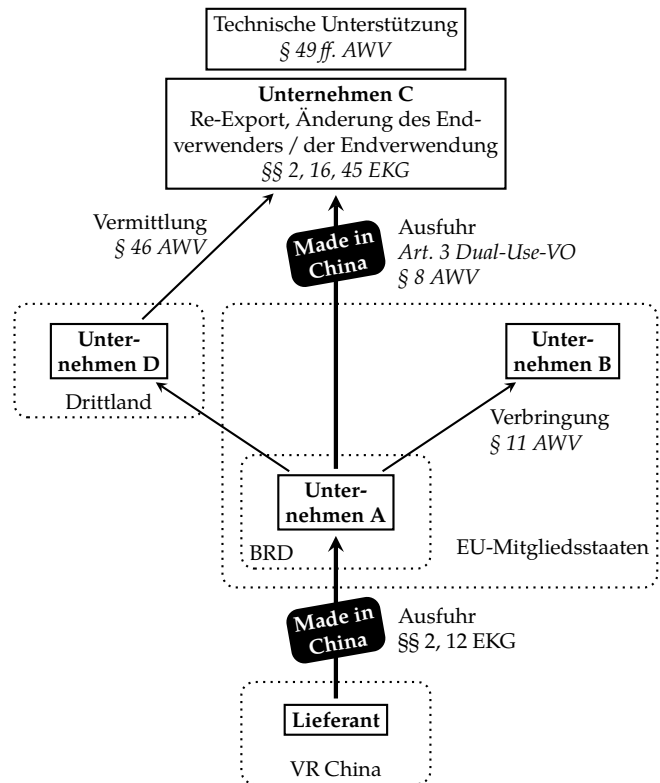 Technische Unterstützung
§ 49 ff. AWV
Unternehmen C
Re-Export, Änderung des End-
verwenders / der Endverwendung
§§ 2, 16, 45 EKG
Vermittlung
§ 46 AWV
Made in
China
Ausfuhr
Art. 3 Dual-Use-VO
§ 8 AWV
Unter-
nehmen D
Drittland
Unter-
nehmen B
Verbringung
§ 11 AWV
Unter-
nehmen A
BRD
EU-Mitgliedsstaaten
Made in
China
Ausfuhr
§§ 2, 12 EKG
Lieferant
VR China